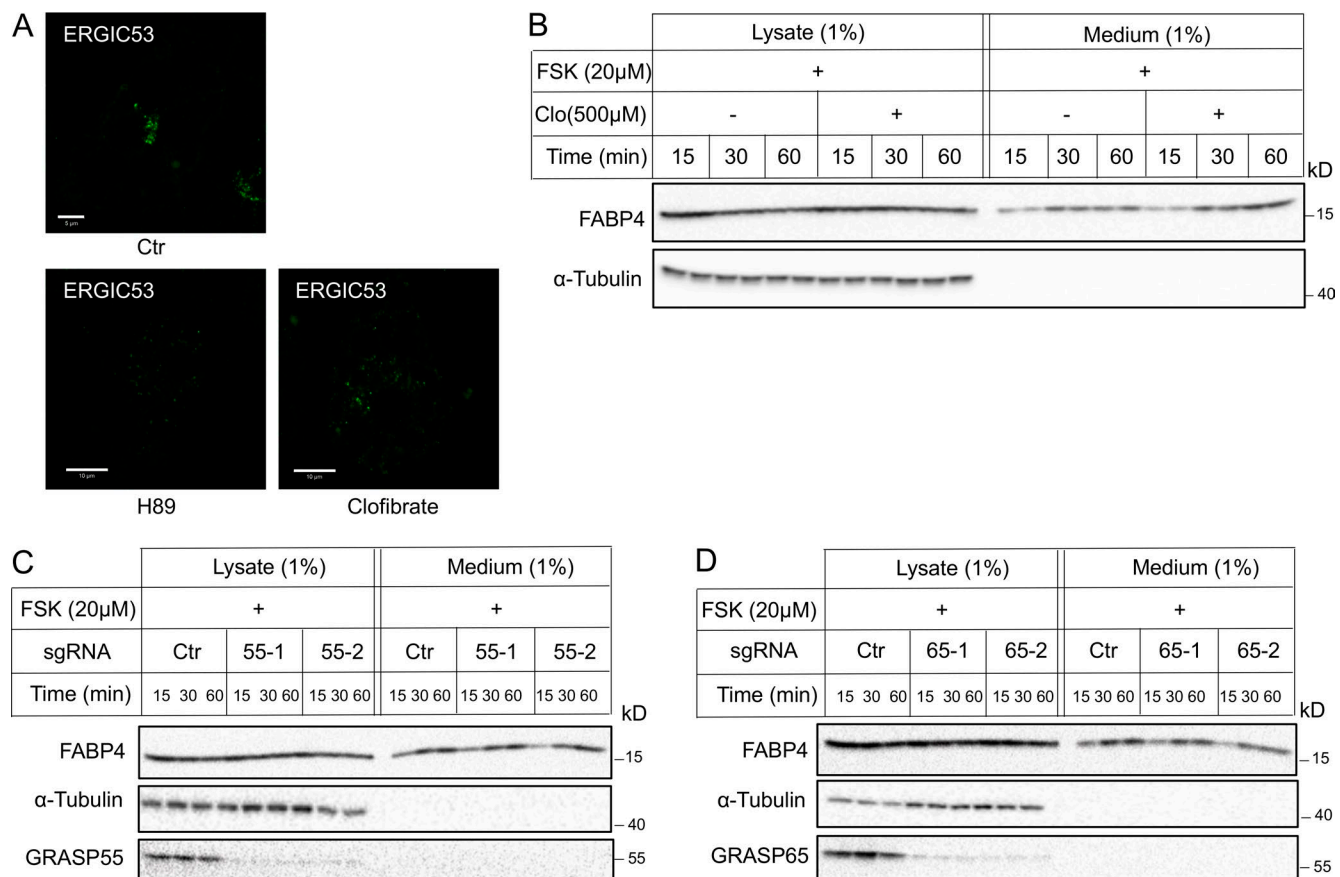 A
ERGIC53
5 µm
Ctr
ERGIC53
10 µm
H89
ERGIC53
10 µm
Clofibrate
B
Lysate (1%) Medium (1%)
FSK (20µM) + +
Clo(500µM) - + - +
Time (min) 15 30 60 15 30 60 15 30 60 15 30 60
kD
FABP4 15
α-Tubulin 40
C
Lysate (1%) Medium (1%)
FSK (20µM) + +
sgRNA Ctr 55-1 55-2 Ctr 55-1 55-2
Time (min) 15 30 60 15 30 60 15 30 60 15 30 60 15 30 60 15 30 60
kD
FABP4 15
α-Tubulin 40
GRASP55 55
D
Lysate (1%) Medium (1%)
FSK (20µM) + +
sgRNA Ctr 65-1 65-2 Ctr 65-1 65-2
Time (min) 15 30 60 15 30 60 15 30 60 15 30 60 15 30 60 15 30 60
kD
FABP4 15
α-Tubulin 40
GRASP65 55